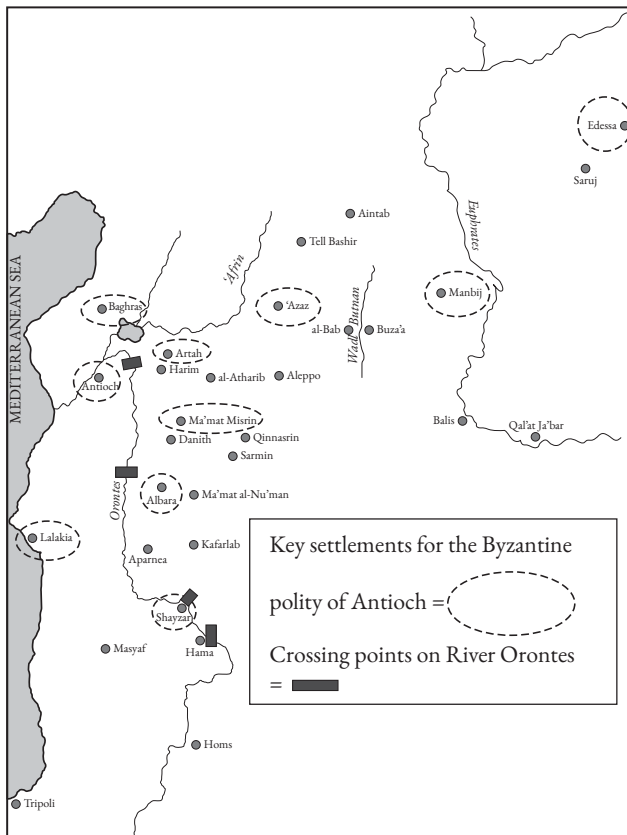 Edessa
Saruj
Aintab
Euphrates
Tell Bashir
'Afrin
MEDITERRANEAN SEA
Baghras
'Azaz
Manbij
Wadi Butnan
al-Bab
Buza'a
Artah
Harim
Antioch
al-Atharib
Aleppo
Ma'mat Misrin
Balis
Danith
Qinnasrin
Qal'at Ja'bar
Sarmin
Orontes
Albara
Ma'mat al-Nu'man
Lalakia
Aparnea
Kafarlab
Shayzar
Masyaf
Hama
Homs
Tripoli
Key settlements for the Byzantine
polity of Antioch =
Crossing points on River Orontes
=